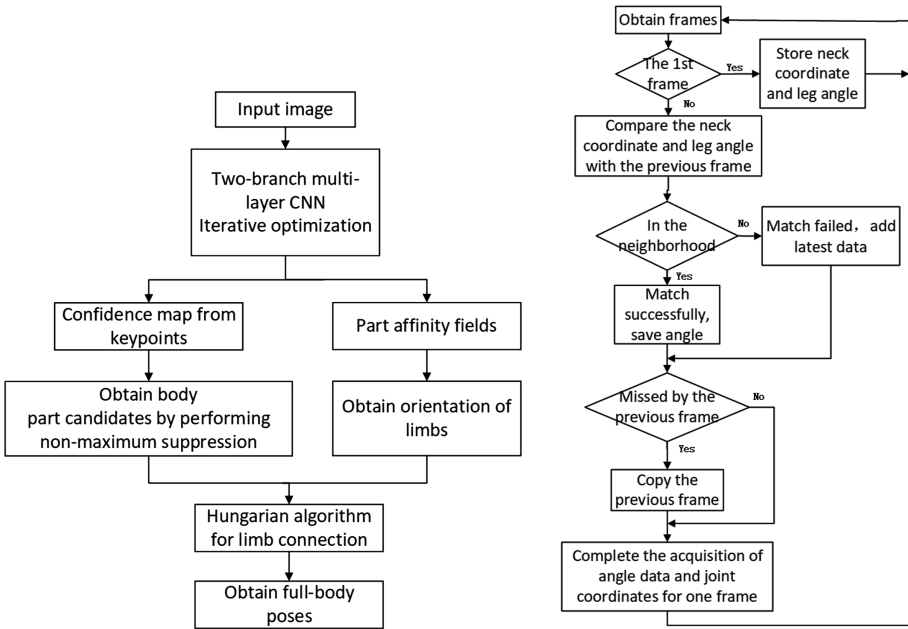 Input image
Two-branch multi-
layer CNN
Iterative optimization
Confidence map from
keypoints
Part affinity fields
Obtain body
part candidates by performing
non-maximum suppression
Obtain orientation of
limbs
Hungarian algorithm
for limb connection
Obtain full-body
poses
Obtain frames
The 1st
frame
Yes
Store neck
coordinate
and leg angle
No
Compare the neck
coordinate and leg angle
with the previous frame
In the
neighborhood
No
Match failed，add
latest data
Yes
Match
successfully,
save angle
Missed by the
previous frame
No
Yes
Copy the
previous frame
Complete the acquisition of
angle data and joint
coordinates for one frame